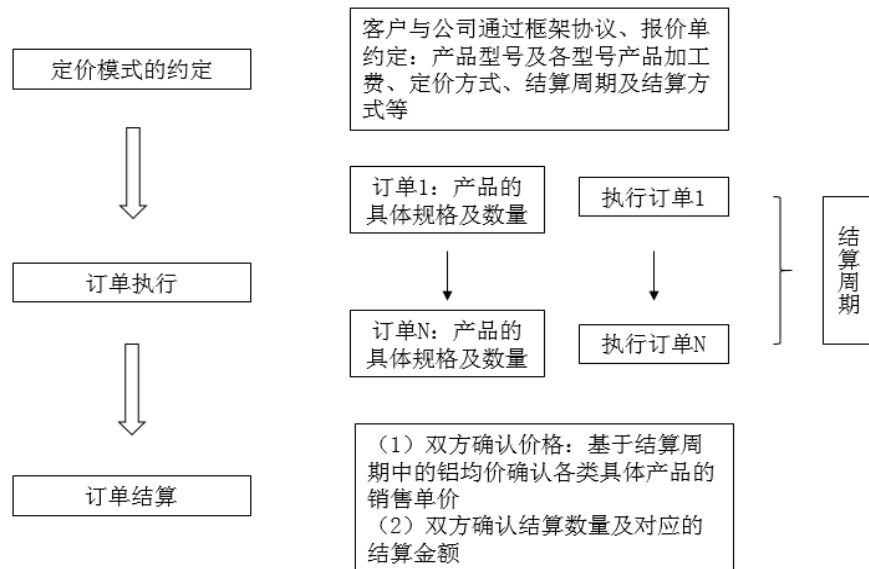 定价模式的约定
客户与公司通过框架协议、报价单
约定：产品型号及各型号产品加工
费、定价方式、结算周期及结算方
式等
订单执行
订单1：产品的
具体规格及数量
执行订单1
订单N：产品的
具体规格及数量
执行订单N
结算周期
订单结算
（1）双方确认价格：基于结算周
期中的铝均价确认各类具体产品的
销售单价
（2）双方确认结算数量及对应的
结算金额